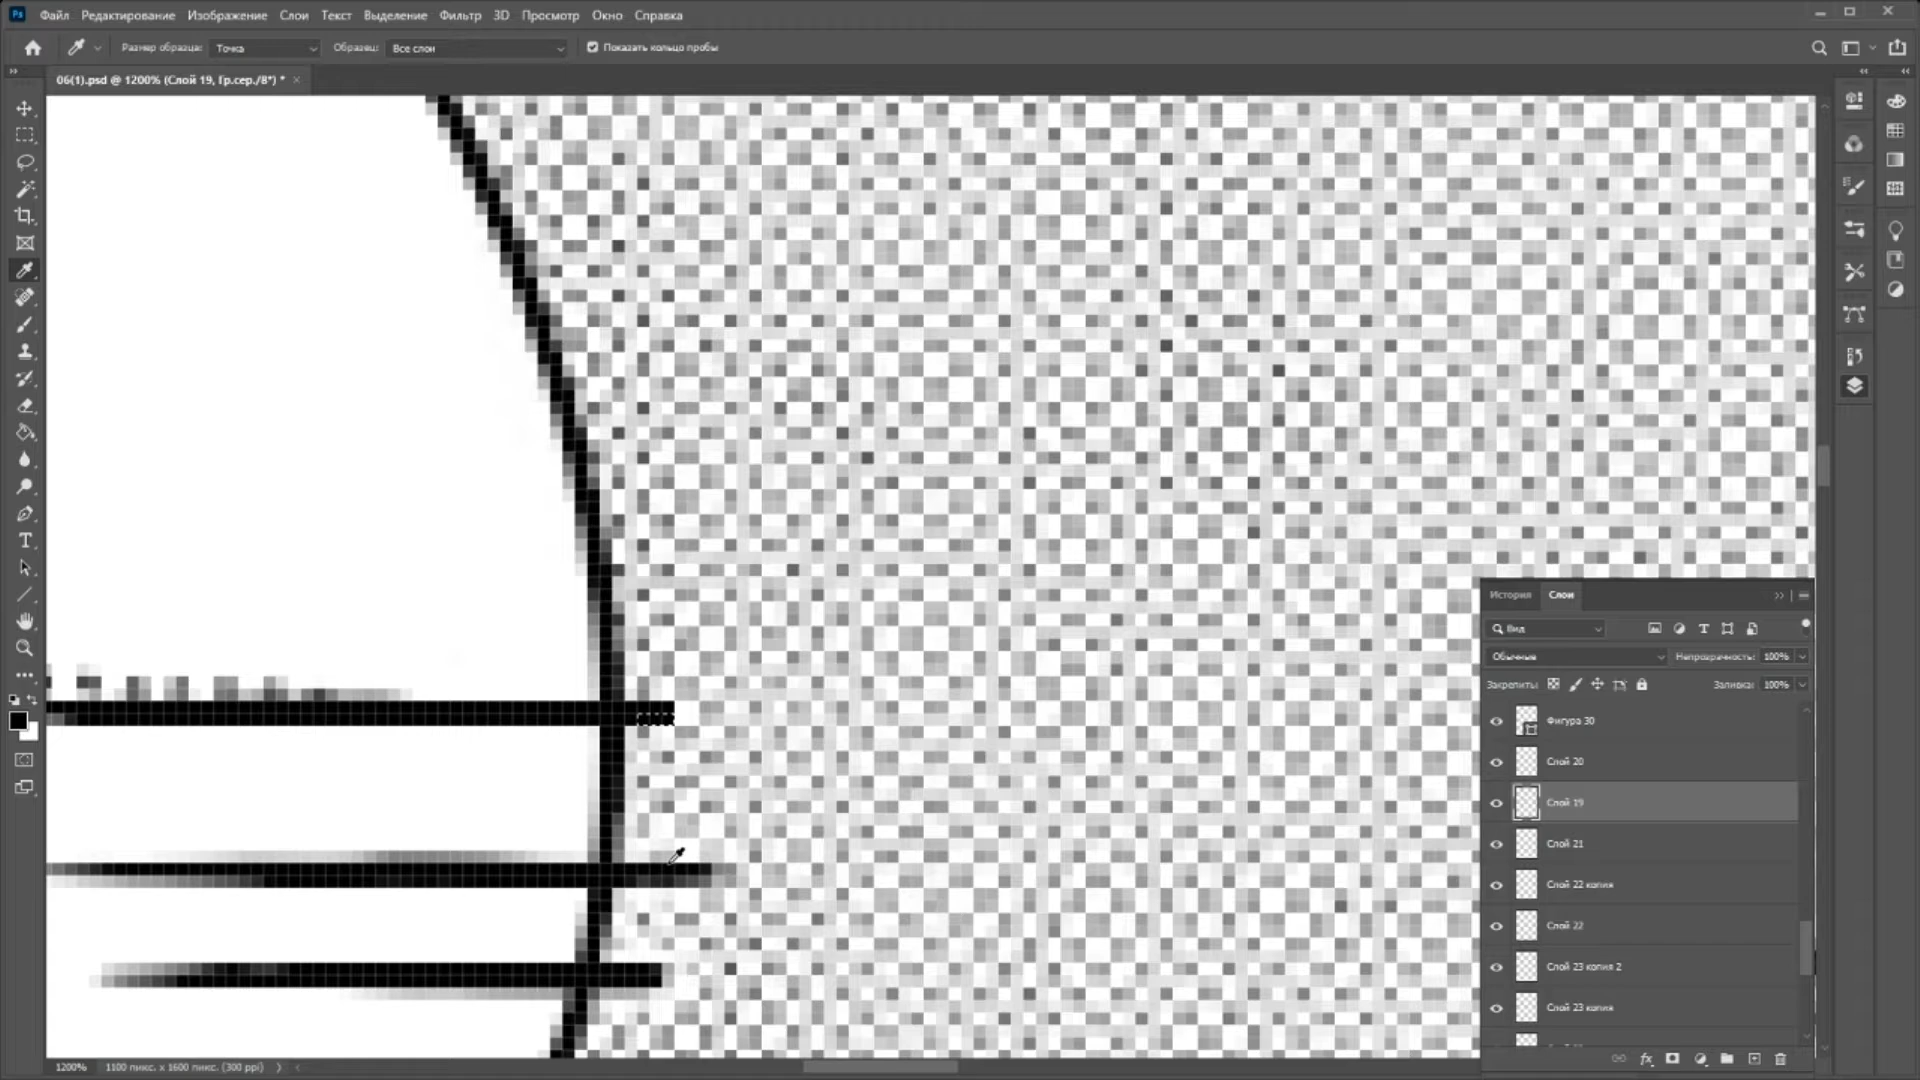 Ps Файл Редактирование Изображение Слои Текст Выделение Фильтр 3D Просмотр Окно Справка
Размер образца: Точка Образец: Все слои Показать кольцо пробы
06(1).psd @ 1200% (Слой 19, Гр.сер./8*) *
История Слои
Вид
Обычные Непрозрачность: 100%
Закрепить: Заливка: 100%
Фигура 30
Слой 20
Слой 19
Слой 21
Слой 22 копия
Слой 22
Слой 23 копия 2
Слой 23 копия
1200% 1100 пикс. x 1600 пикс. (300 ppi)